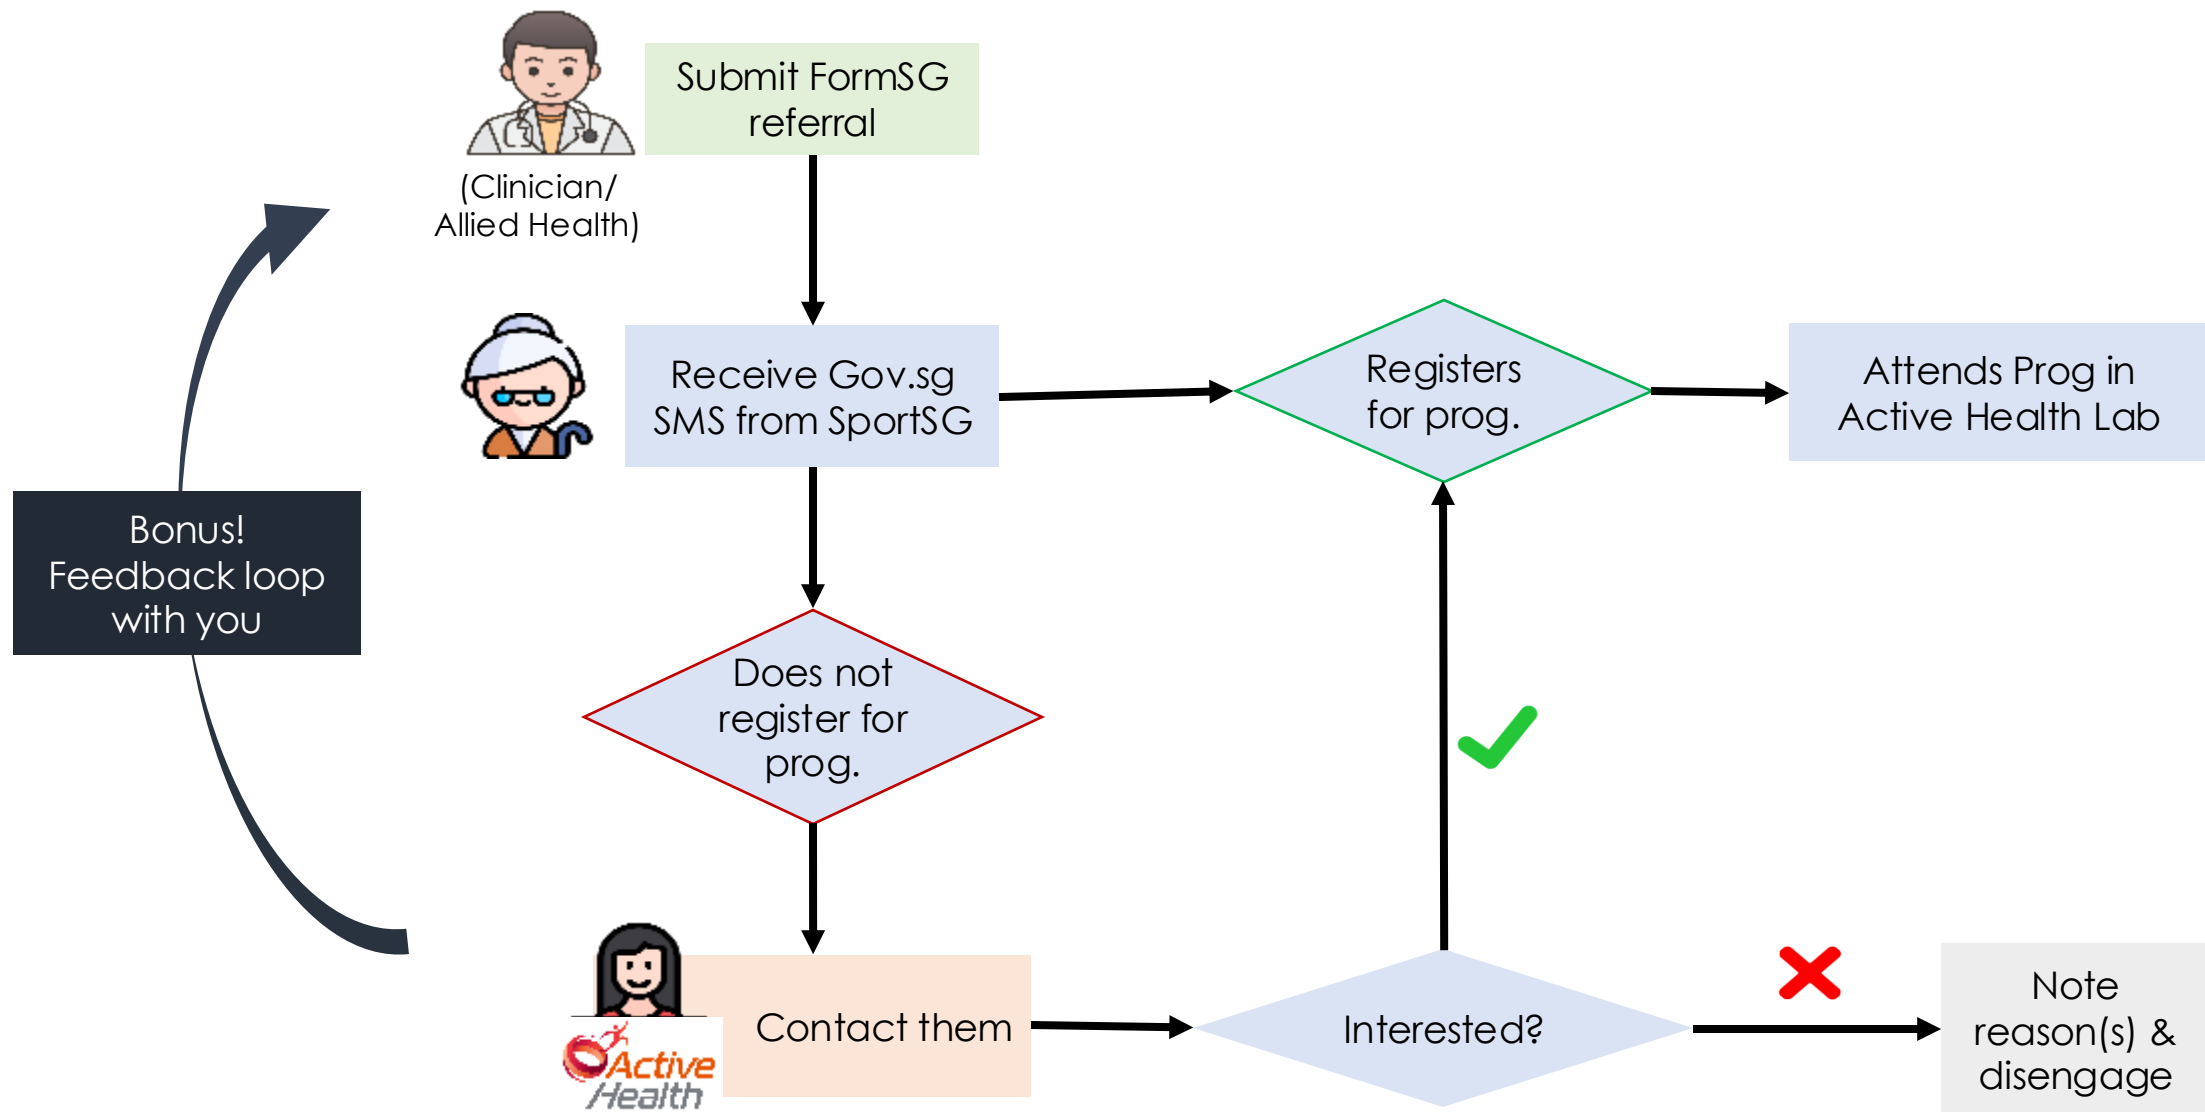 Submit FormSG
referral
(Clinician/
Allied Health)
Receive Gov.sg
SMS from SportSG
Registers
for prog.
Attends Prog in
Active Health Lab
Bonus!
Feedback loop
with you
Does not
register for
prog.
Contact them
Active
Health
Interested?
Note
reason(s) &
disengage